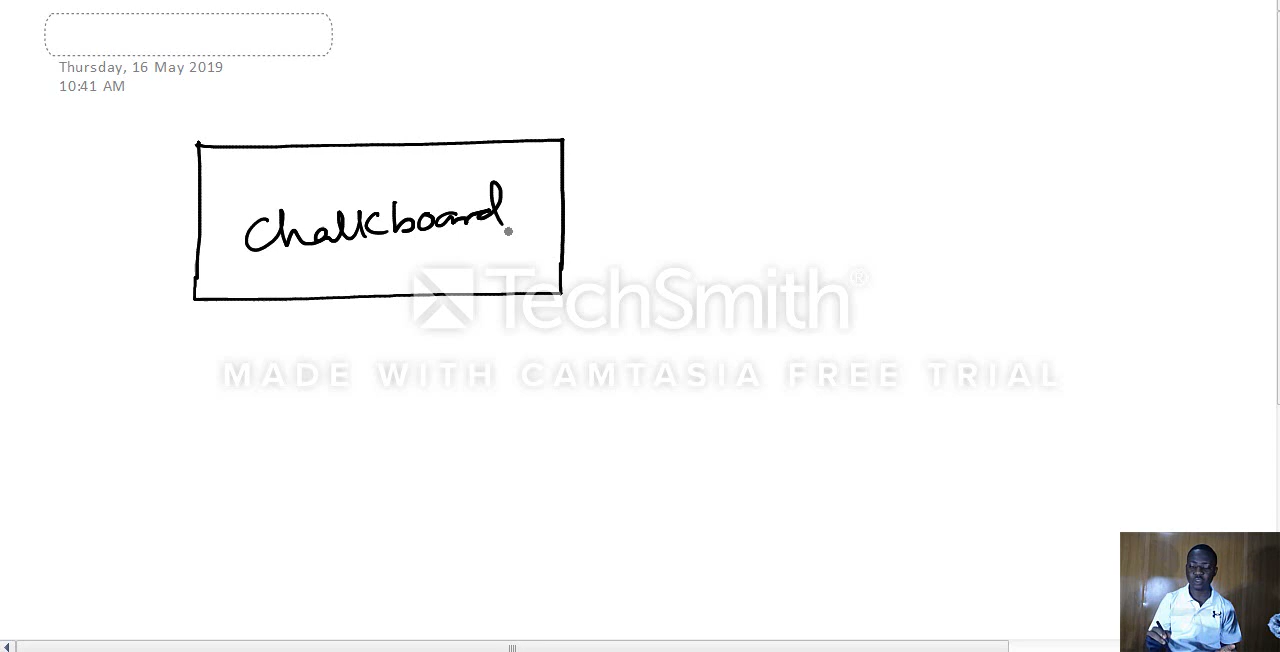 Thursday, 16 May 2019
10:41 AM
Chalkboard
TechSmith®
MADE WITH CAMTASIA FREE TRIAL